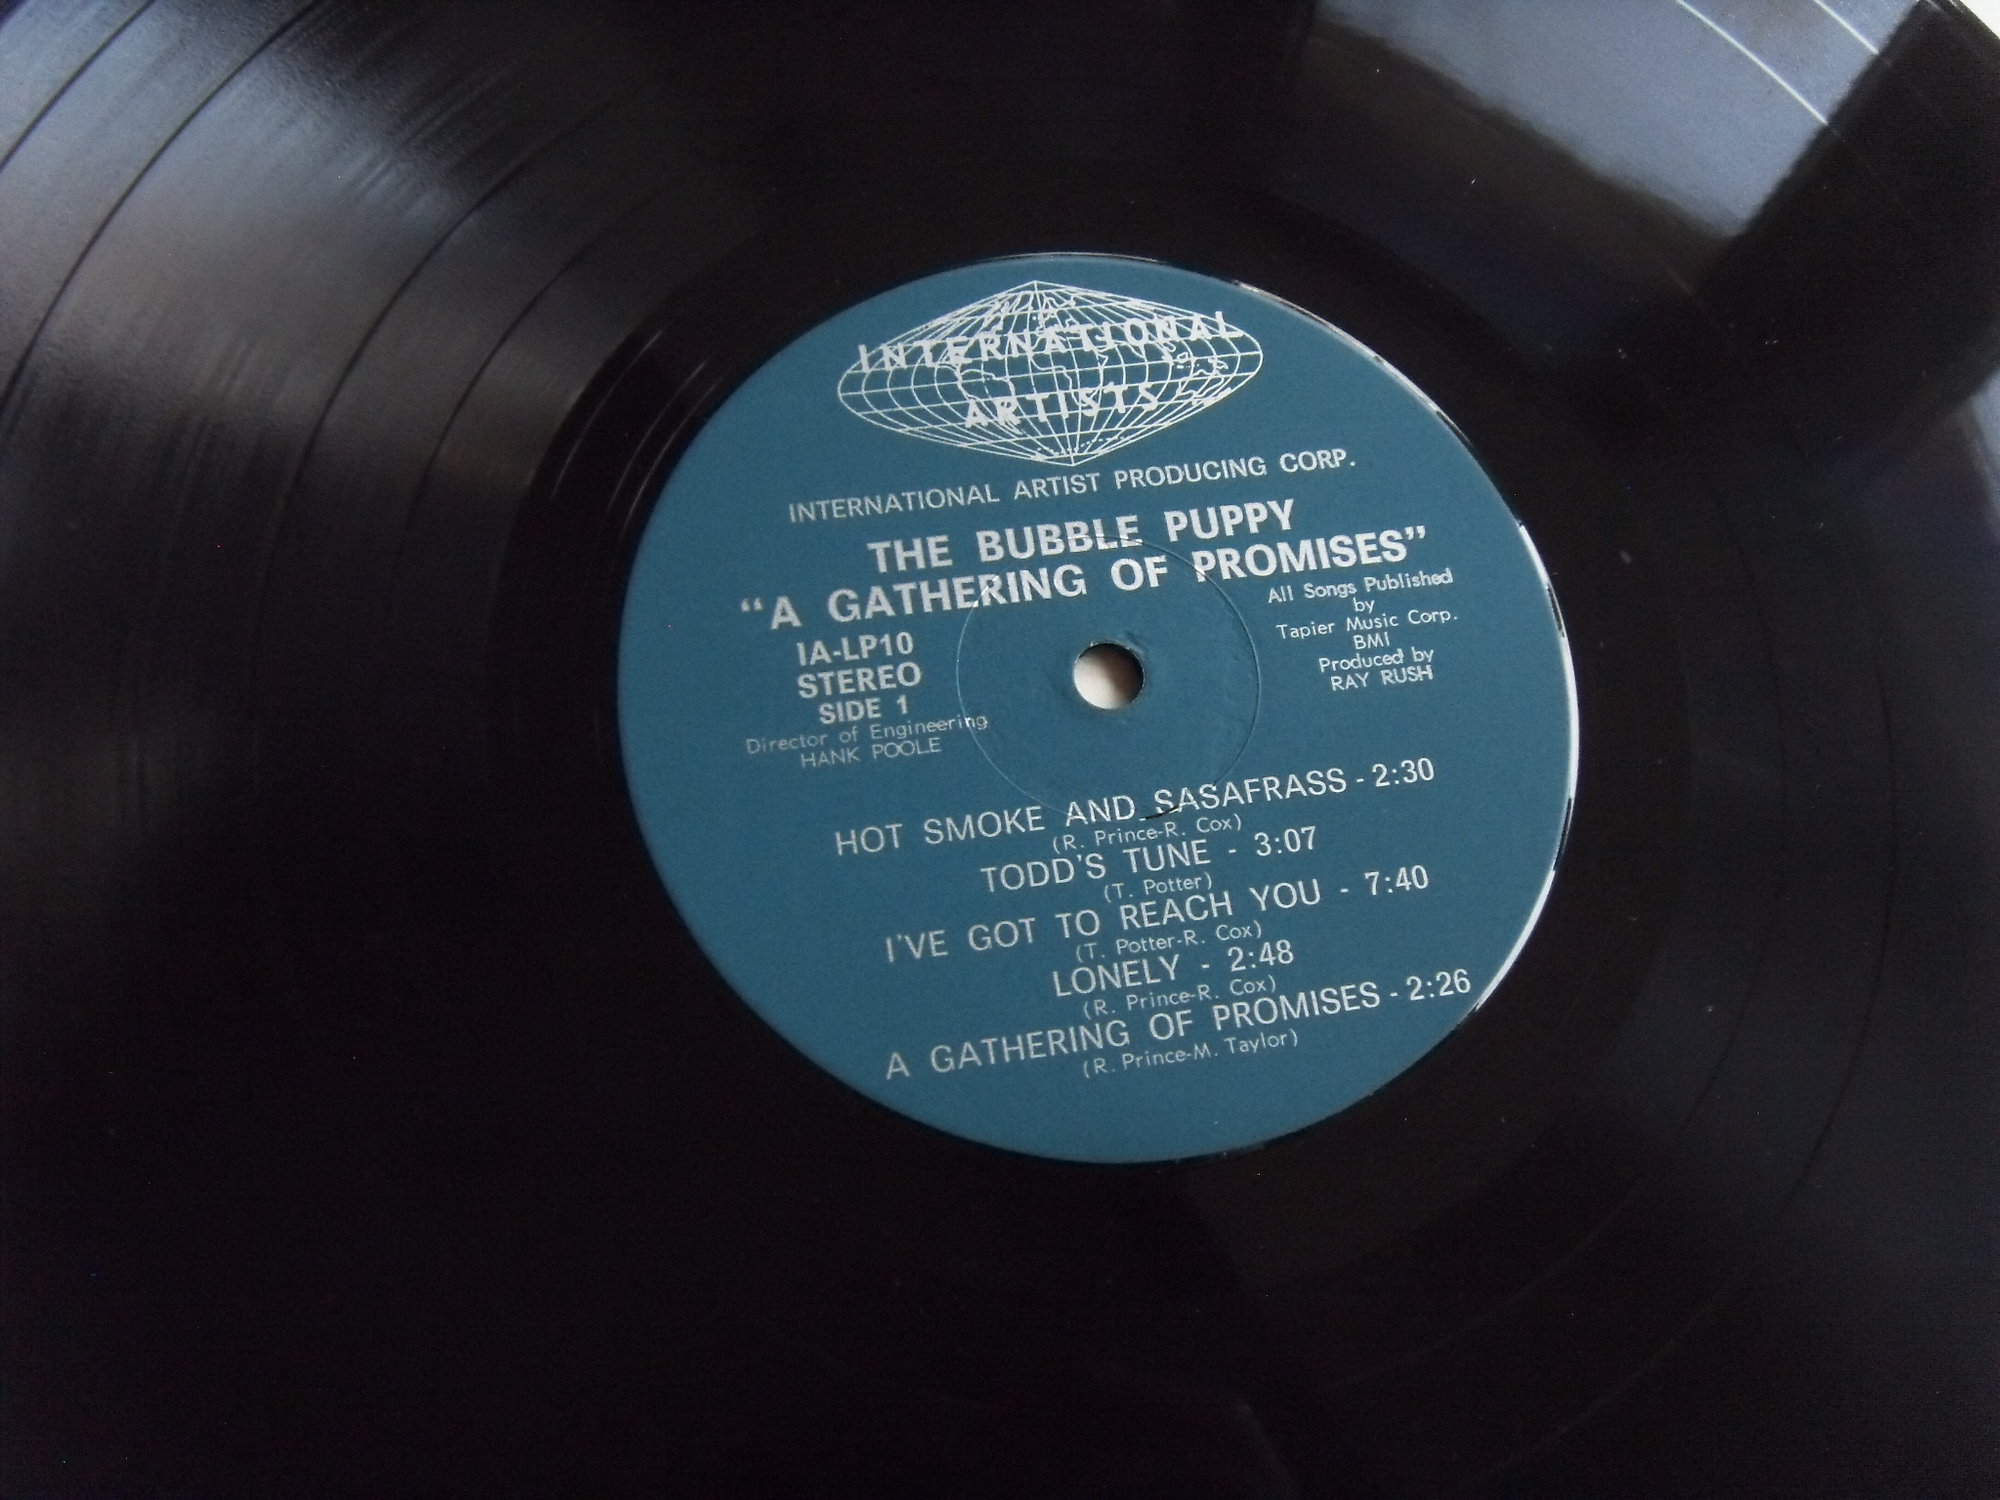 INTERNATIONAL
ARTISTS
INTERNATIONAL ARTIST PRODUCING CORP.
THE BUBBLE PUPPY
“A GATHERING OF PROMISES”
IA-LP10
STEREO
SIDE 1
Director of Engineering
HANK POOLE
All Songs Published
by
Tapier Music Corp.
BMI
Produced by
RAY RUSH
HOT SMOKE AND SASAFRASS - 2:30
(R. Prince-R. Cox)
TODD'S TUNE - 3:07
(T. Potter)
I'VE GOT TO REACH YOU - 7:40
(T. Potter-R. Cox)
LONELY - 2:48
(R. Prince-R. Cox)
A GATHERING OF PROMISES - 2:26
(R. Prince-M. Taylor)